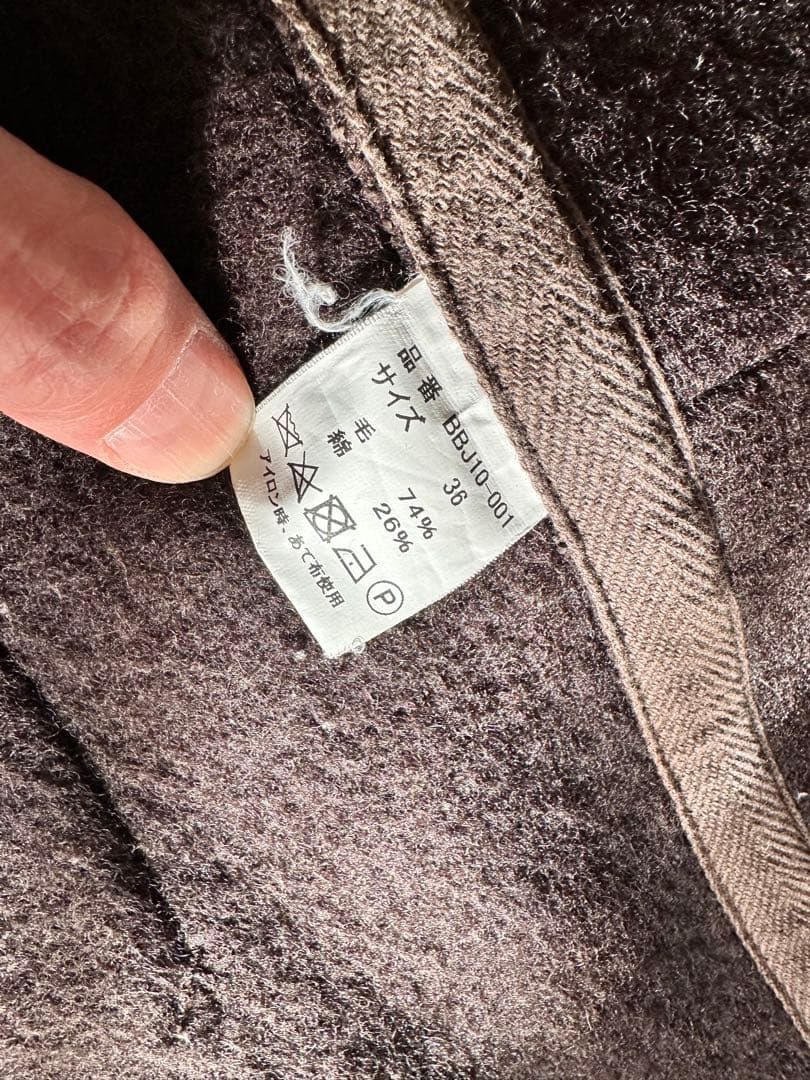 品番 BBJ10-001
サイズ 36
毛 74%
綿 26%
P
アイロン時、あて布使用